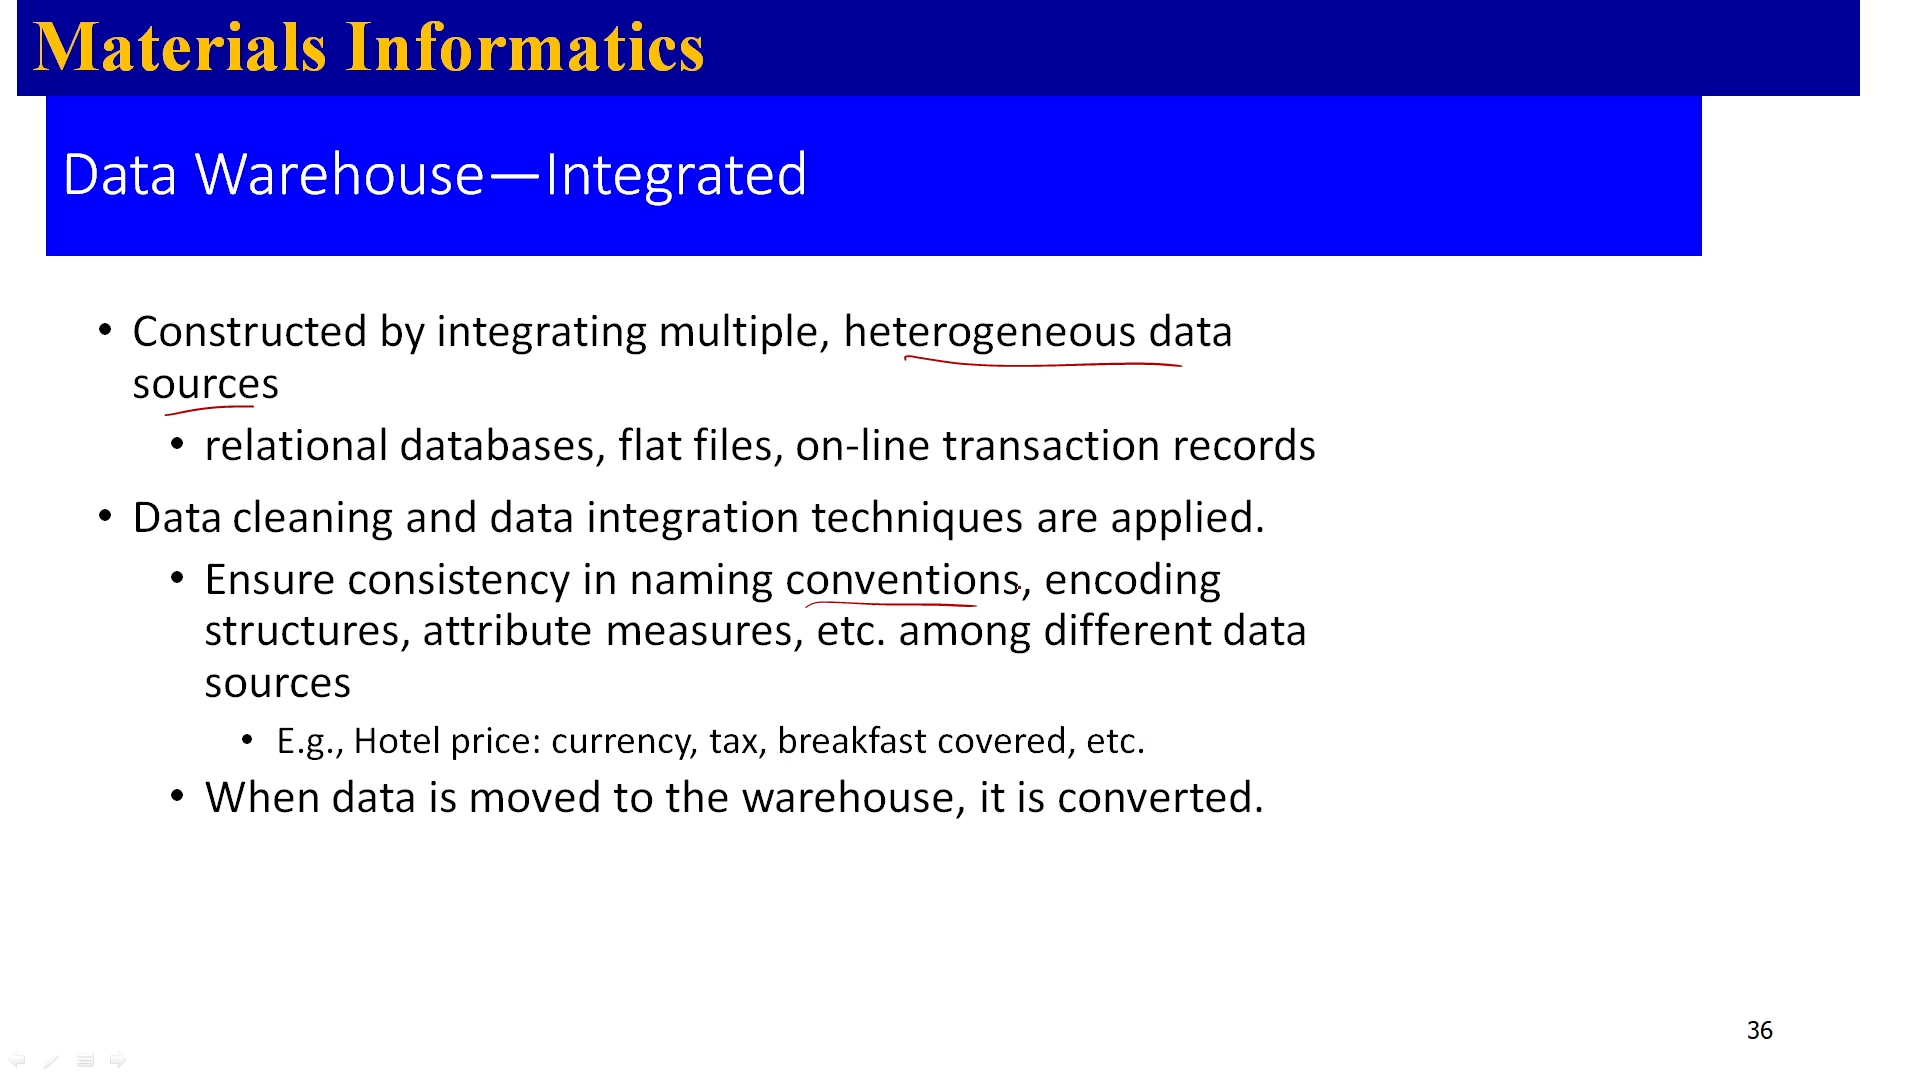 Materials Informatics
Data Warehouse—Integrated
• Constructed by integrating multiple, heterogeneous data
sources
• relational databases, flat files, on-line transaction records
• Data cleaning and data integration techniques are applied.
• Ensure consistency in naming conventions, encoding
structures, attribute measures, etc. among different data
sources
• E.g., Hotel price: currency, tax, breakfast covered, etc.
• When data is moved to the warehouse, it is converted.
36